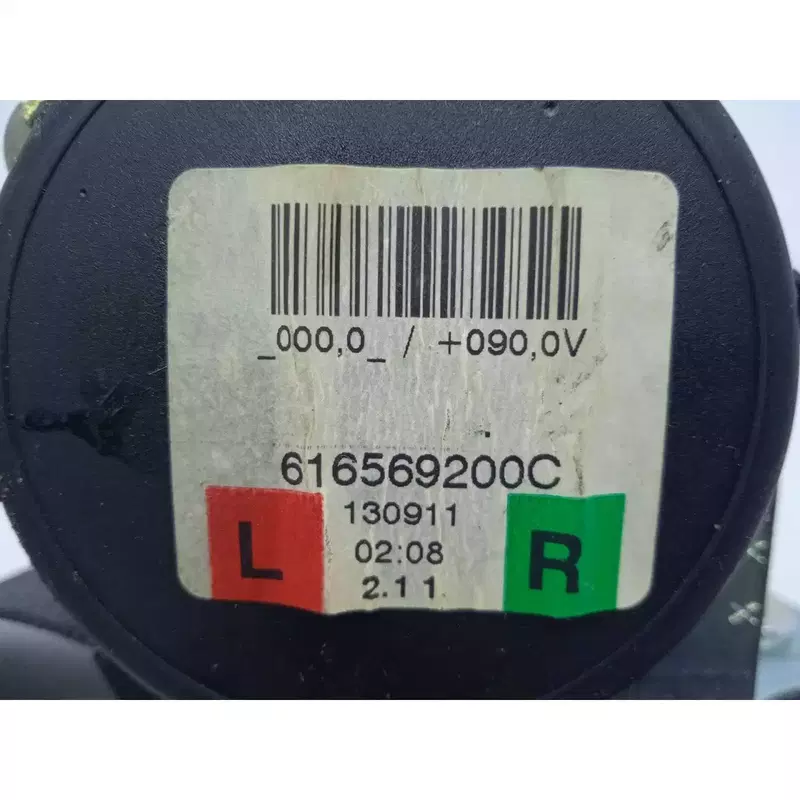 _000,0_ / +090,0V
616569200C
130911
L
02:08
R
2.11